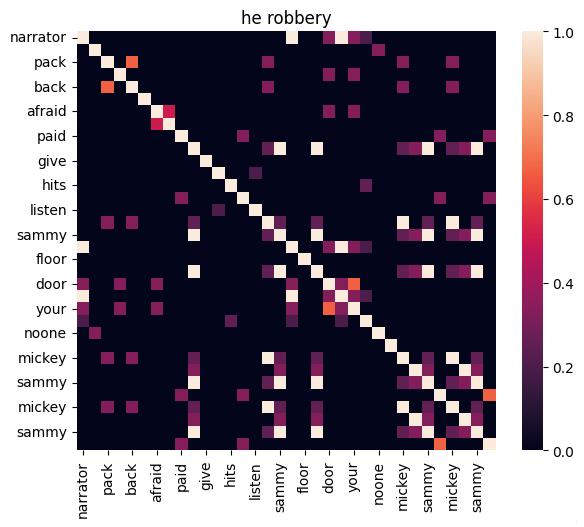 he robbery
narrator
pack
back
afraid
paid
give
hits
listen
sammy
floor
door
your
noone
mickey
sammy
mickey
sammy
1.0
0.8
0.6
0.4
0.2
0.0
narrator
pack
back
afraid
paid
give
hits
listen
sammy
floor
door
your
noone
mickey
sammy
mickey
sammy